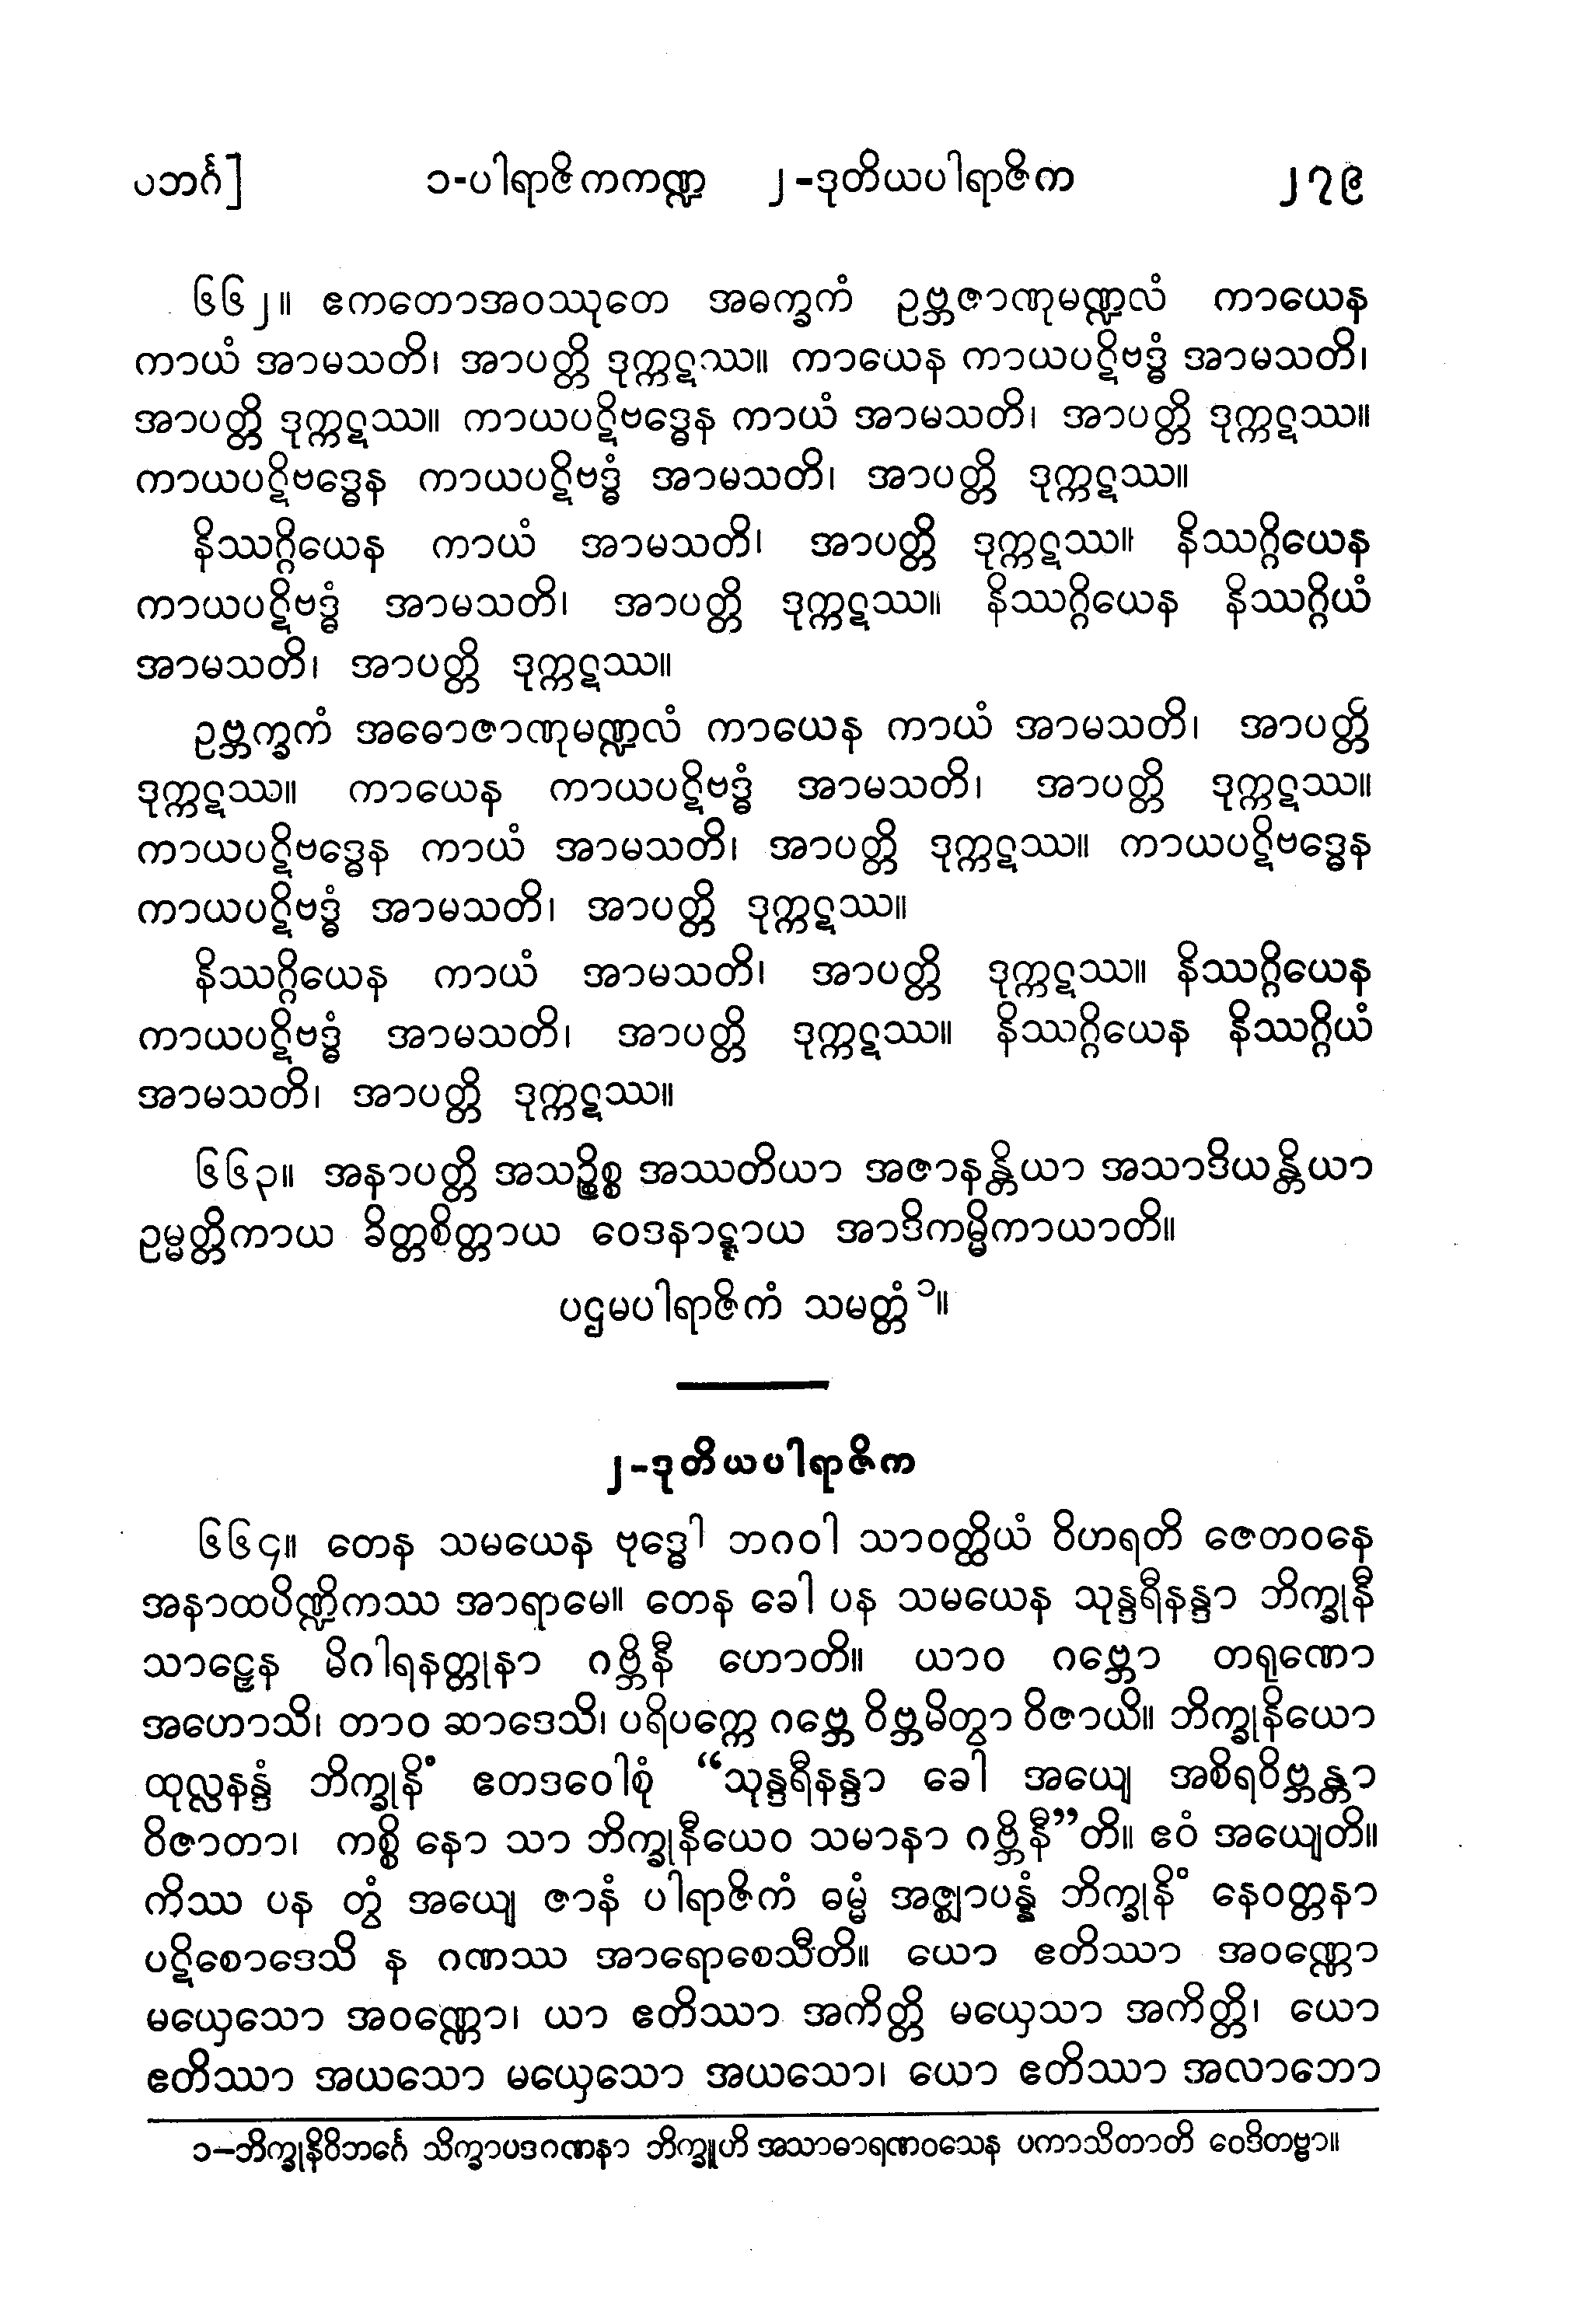 ပဘင်္ဂ] ၁-ပါရာဇိကကဏ္ဍ ၂-ဒုတိယပါရာဇိက ၂၇၉
၆၆၂။ ဧကတောအဝဿုတေ အဓက္ခကံ ဥဗ္ဘဇာဏုမဏ္ဍလံ ကာယေန
ကာယံ အာမသတိ၊ အာပတ္တိ ဒုက္ကဋဿ။ ကာယေန ကာယပဋိဗဒ္ဓံ အာမသတိ၊
အာပတ္တိ ဒုက္ကဋဿ။ ကာယပဋိဗဒ္ဓေန ကာယံ အာမသတိ၊ အာပတ္တိ ဒုက္ကဋဿ။
ကာယပဋိဗဒ္ဓေန ကာယပဋိဗဒ္ဓံ အာမသတိ၊ အာပတ္တိ ဒုက္ကဋဿ။
နိဿဂ္ဂိယေန ကာယံ အာမသတိ၊ အာပတ္တိ ဒုက္ကဋဿ။ နိဿဂ္ဂိယေန
ကာယပဋိဗဒ္ဓံ အာမသတိ၊ အာပတ္တိ ဒုက္ကဋဿ။ နိဿဂ္ဂိယေန နိဿဂ္ဂိယံ
အာမသတိ၊ အာပတ္တိ ဒုက္ကဋဿ။
ဥဗ္ဘက္ခကံ အဓောဇာဏုမဏ္ဍလံ ကာယေန ကာယံ အာမသတိ၊ အာပတ္တိ
ဒုက္ကဋဿ။ ကာယေန ကာယပဋိဗဒ္ဓံ အာမသတိ၊ အာပတ္တိ ဒုက္ကဋဿ။
ကာယပဋိဗဒ္ဓေန ကာယံ အာမသတိ၊ အာပတ္တိ ဒုက္ကဋဿ။ ကာယပဋိဗဒ္ဓေန
ကာယပဋိဗဒ္ဓံ အာမသတိ၊ အာပတ္တိ ဒုက္ကဋဿ။
နိဿဂ္ဂိယေန ကာယံ အာမသတိ၊ အာပတ္တိ ဒုက္ကဋဿ။ နိဿဂ္ဂိယေန
ကာယပဋိဗဒ္ဓံ အာမသတိ၊ အာပတ္တိ ဒုက္ကဋဿ။ နိဿဂ္ဂိယေန နိဿဂ္ဂိယံ
အာမသတိ၊ အာပတ္တိ ဒုက္ကဋဿ။
၆၆၃။ အနာပတ္တိ အသဉ္စိစ္စ အဿတိယာ အဇာနန္တိယာ အသာဒိယန္တိယာ
ဥမ္မတ္တိကာယ ခိတ္တစိတ္တာယ ဝေဒနာဋ္ဋာယ အာဒိကမ္မိကာယာတိ။
ပဌမပါရာဇိကံ သမတ္တံ၁။
၂-ဒုတိယပါရာဇိက
၆၆၄။ တေန သမယေန ဗုဒ္ဓေါ ဘဂဝါ သာဝတ္ထိယံ ဝိဟရတိ ဇေတဝနေ
အနာထပိဏ္ဍိကဿ အာရာမေ။ တေန ခေါ ပန သမယေန သုန္ဒရီနန္ဒာ ဘိက္ခုနီ
သာဠှေန မိဂါရနတ္တုနာ ဂဗ္ဘိနီ ဟောတိ။ ယာဝ ဂဗ္ဘော တရုဏော
အဟောသိ၊ တာဝ ဆာဒေသိ၊ ပရိပက္ကေ ဂဗ္ဘေ ဝိဗ္ဘမိတွာ ဝိဇာယိ။ ဘိက္ခုနိယော
ထုလ္လနန္ဒံ ဘိက္ခုနိံ ဧတဒဝေါစုံ “သုန္ဒရီနန္ဒာ ခေါ အယျေ အစိရဝိဗ္ဘန္တာ
ဝိဇာတာ၊ ကစ္စိ နော သာ ဘိက္ခုနီယေဝ သမာနာ ဂဗ္ဘိနီ”တိ။ ဧဝံ အယျေတိ။
ကိဿ ပန တွံ အယျေ ဇာနံ ပါရာဇိကံ ဓမ္မံ အဇ္ဈာပန္နံ ဘိက္ခုနိံ နေဝတ္တနာ
ပဋိစောဒေသိ န ဂဏဿ အာရောစေသီတိ။ ယော ဧတိဿာ အဝဏ္ဏော
မယှေသော အဝဏ္ဏော၊ ယာ ဧတိဿာ အကိတ္တိ မယှေသာ အကိတ္တိ၊ ယော
ဧတိဿာ အယသော မယှေသော အယသော၊ ယော ဧတိဿာ အလာဘော
၁-ဘိက္ခုနိဝိဘင်္ဂေ သိက္ခာပဒဂဏနာ ဘိက္ခူဟိ အသာဓာရဏဝသေန ပကာသိတာတိ ဝေဒိတဗ္ဗာ။